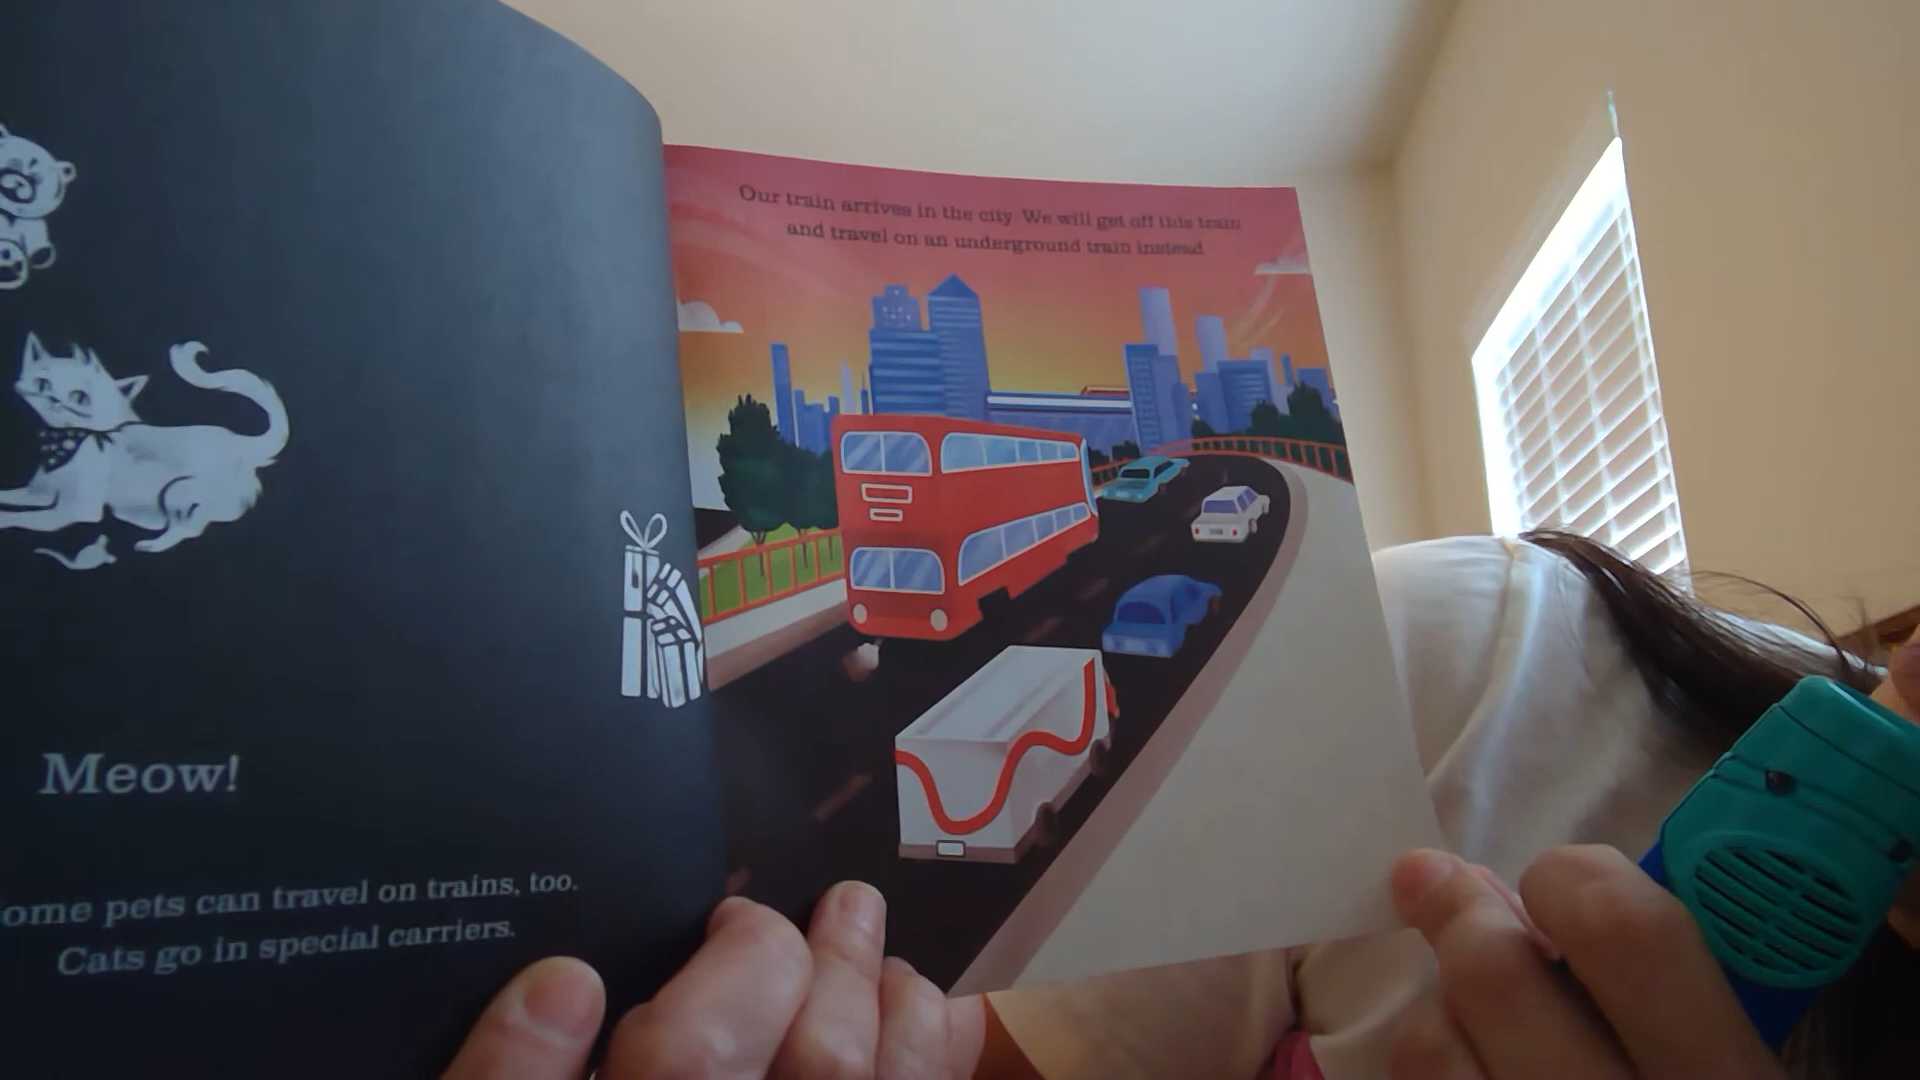 Meow!
ome pets can travel on trains, too.
Cats go in special carriers.
Our train arrives in the city. We will get off this train
and travel on an underground train instead.